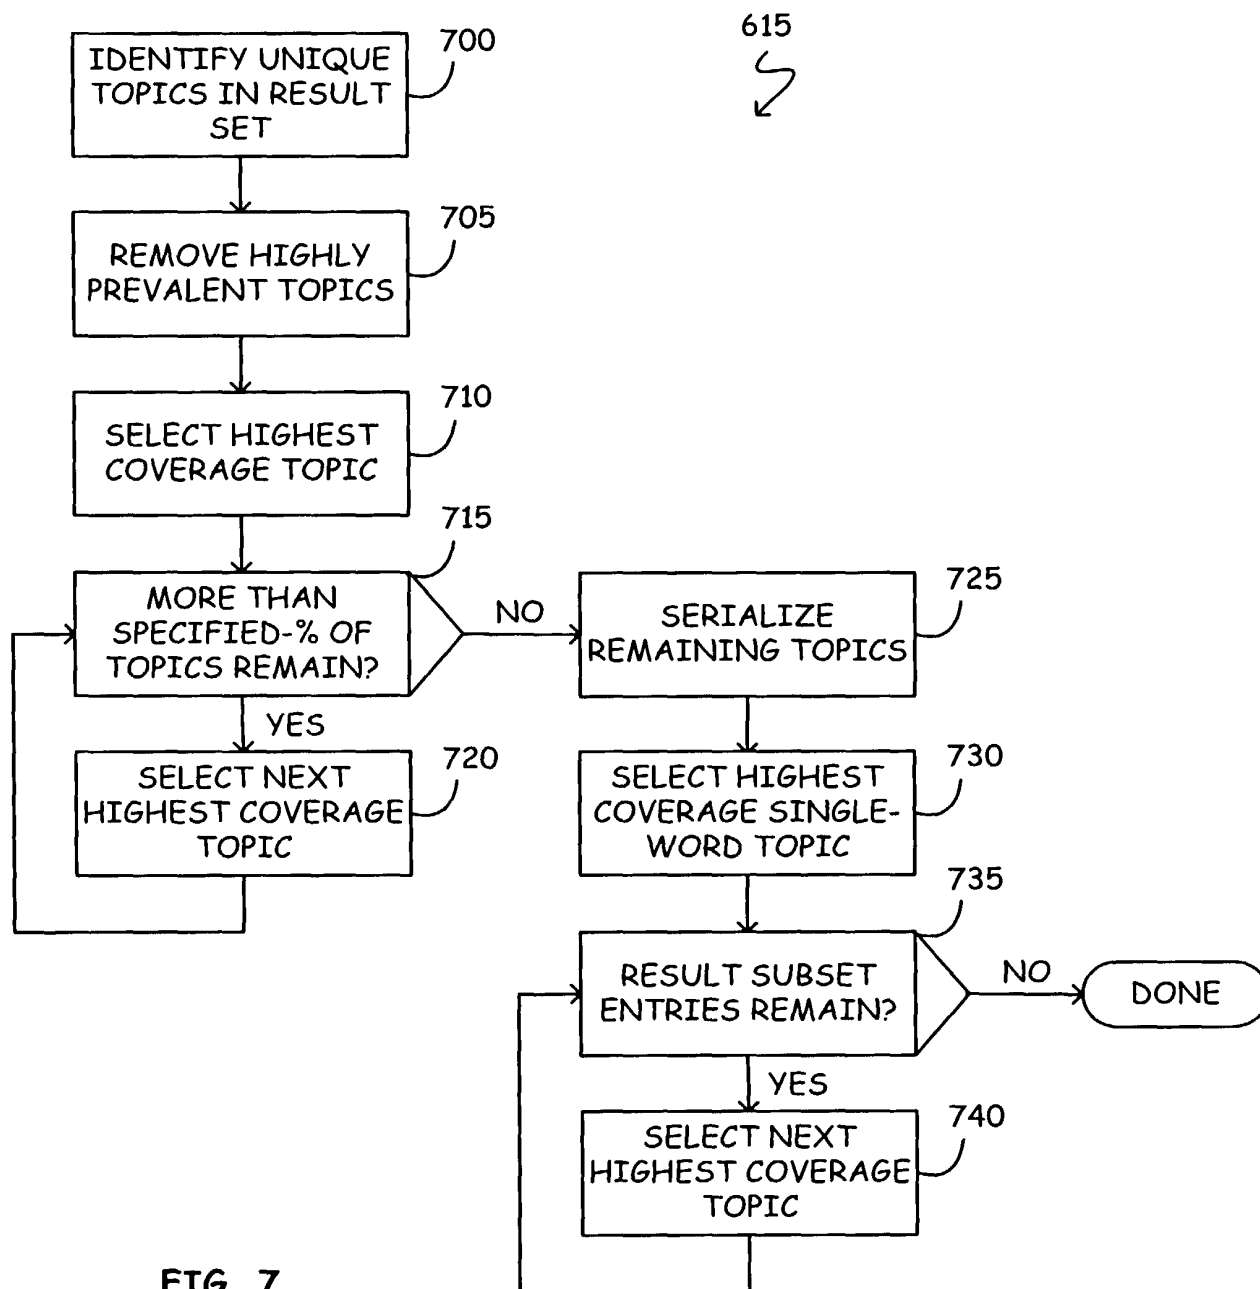 615
700
IDENTIFY UNIQUE
TOPICS IN RESULT
SET
705
REMOVE HIGHLY
PREVALENT TOPICS
710
SELECT HIGHEST
COVERAGE TOPIC
715
MORE THAN
SPECIFIED-% OF
TOPICS REMAIN?
NO
YES
720
SELECT NEXT
HIGHEST COVERAGE
TOPIC
725
SERIALIZE
REMAINING TOPICS
730
SELECT HIGHEST
COVERAGE SINGLE-
WORD TOPIC
735
RESULT SUBSET
ENTRIES REMAIN?
NO
DONE
YES
740
SELECT NEXT
HIGHEST COVERAGE
TOPIC
FIG. 7